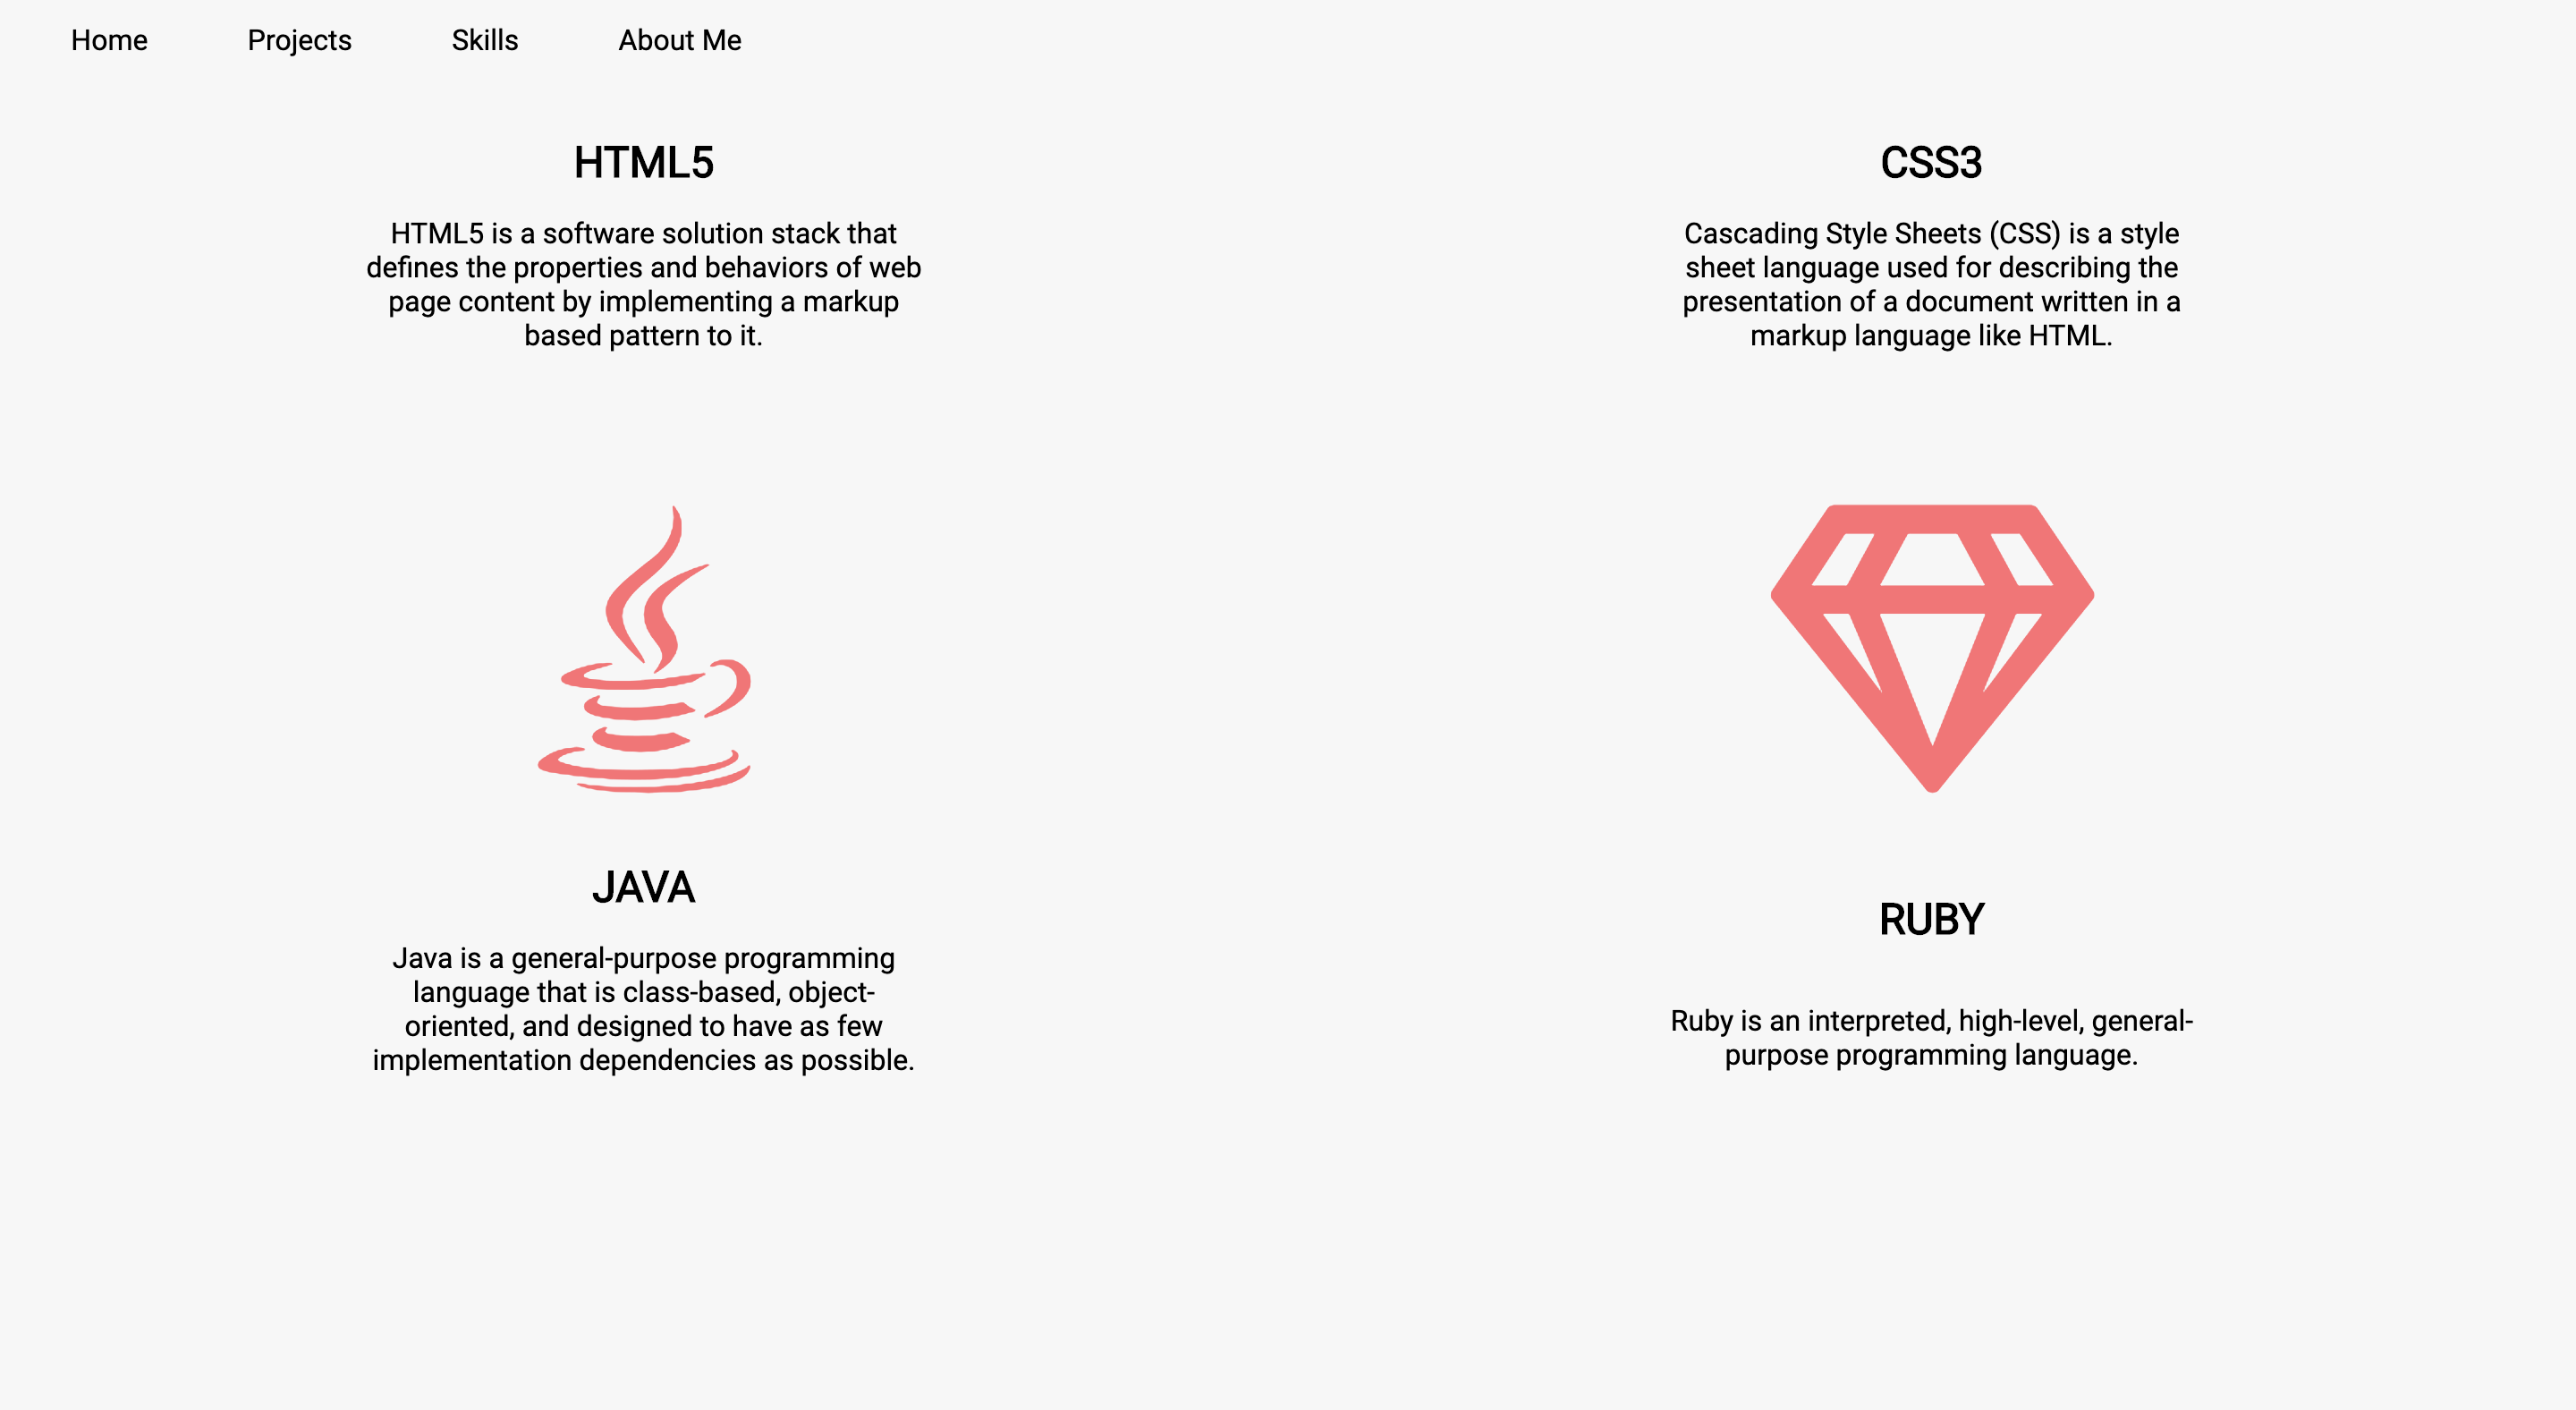 Home Projects Skills About Me
HTML5
HTML5 is a software solution stack that
defines the properties and behaviors of web
page content by implementing a markup
based pattern to it.
CSS3
Cascading Style Sheets (CSS) is a style
sheet language used for describing the
presentation of a document written in a
markup language like HTML.
JAVA
Java is a general-purpose programming
language that is class-based, object-
oriented, and designed to have as few
implementation dependencies as possible.
RUBY
Ruby is an interpreted, high-level, general-
purpose programming language.